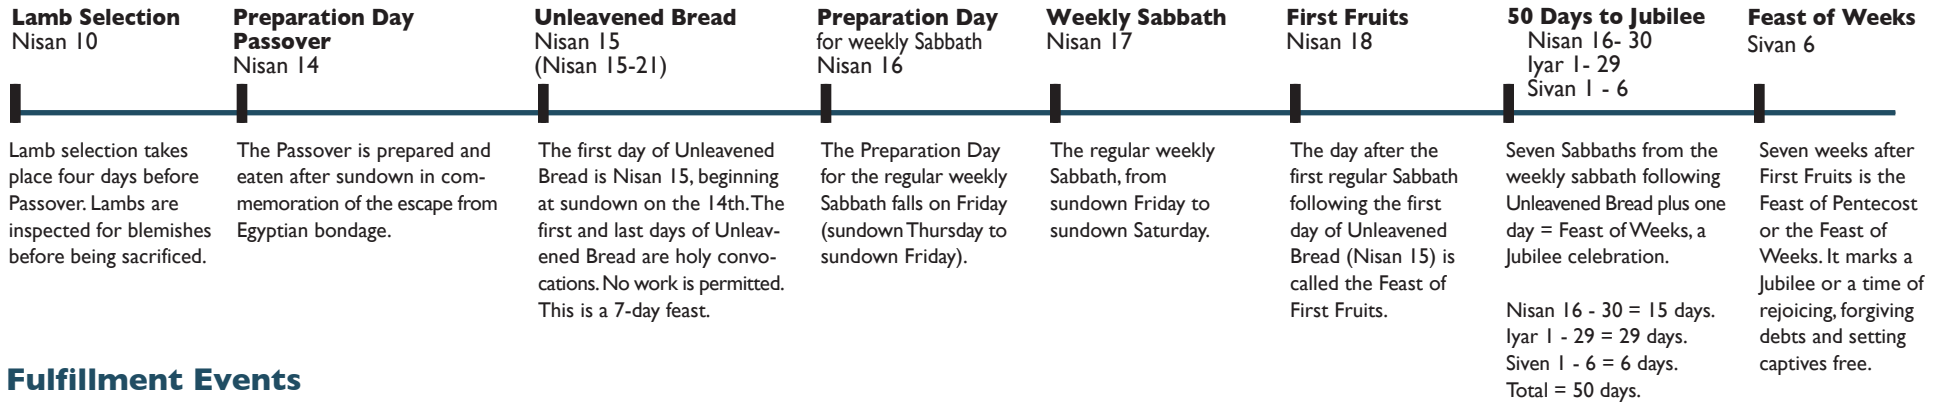 Lamb Selection
Nisan 10
Preparation Day
Passover
Nisan 14
Unleavened Bread
Nisan 15
(Nisan 15-21)
Preparation Day
for weekly Sabbath
Nisan 16
Weekly Sabbath
Nisan 17
First Fruits
Nisan 18
50 Days to Jubilee
Nisan 16- 30
Iyar 1- 29
Sivan 1 - 6
Feast of Weeks
Sivan 6
Lamb selection takes
place four days before
Passover. Lambs are
inspected for blemishes
before being sacrificed.
The Passover is prepared and
eaten after sundown in com-
memoration of the escape from
Egyptian bondage.
The first day of Unleavened
Bread is Nisan 15, beginning
at sundown on the 14th. The
first and last days of Unleav-
ened Bread are holy convo-
cations. No work is permitted.
This is a 7-day feast.
The Preparation Day
for the regular weekly
Sabbath falls on Friday
(sundown Thursday to
sundown Friday).
The regular weekly
Sabbath, from
sundown Friday to
sundown Saturday.
The day after the
first regular Sabbath
following the first
day of Unleavened
Bread (Nisan 15) is
called the Feast of
First Fruits.
Seven Sabbaths from the
weekly sabbath following
Unleavened Bread plus one
day = Feast of Weeks, a
Jubilee celebration.
Nisan 16 - 30 = 15 days.
Iyar 1 - 29 = 29 days.
Siven 1 - 6 = 6 days.
Total = 50 days.
Seven weeks after
First Fruits is the
Feast of Pentecost
or the Feast of
Weeks. It marks a
Jubilee or a time of
rejoicing, forgiving
debts and setting
captives free.
Fulfillment Events